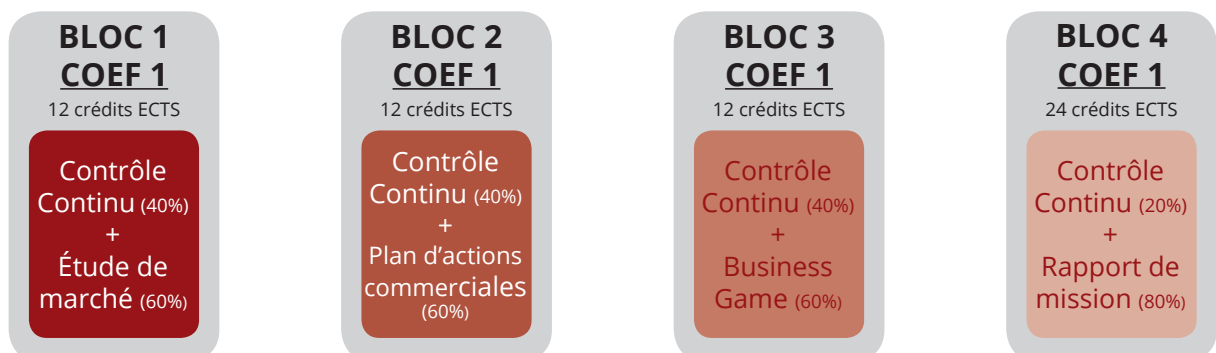 BLOC 1
COEF 1
12 crédits ECTS
Contrôle
Continu (40%)
+
Étude de
marché (60%)
BLOC 2
COEF 1
12 crédits ECTS
Contrôle
Continu (40%)
+
Plan d’actions
commerciales
(60%)
BLOC 3
COEF 1
12 crédits ECTS
Contrôle
Continu (40%)
+
Business
Game (60%)
BLOC 4
COEF 1
24 crédits ECTS
Contrôle
Continu (20%)
+
Rapport de
mission (80%)